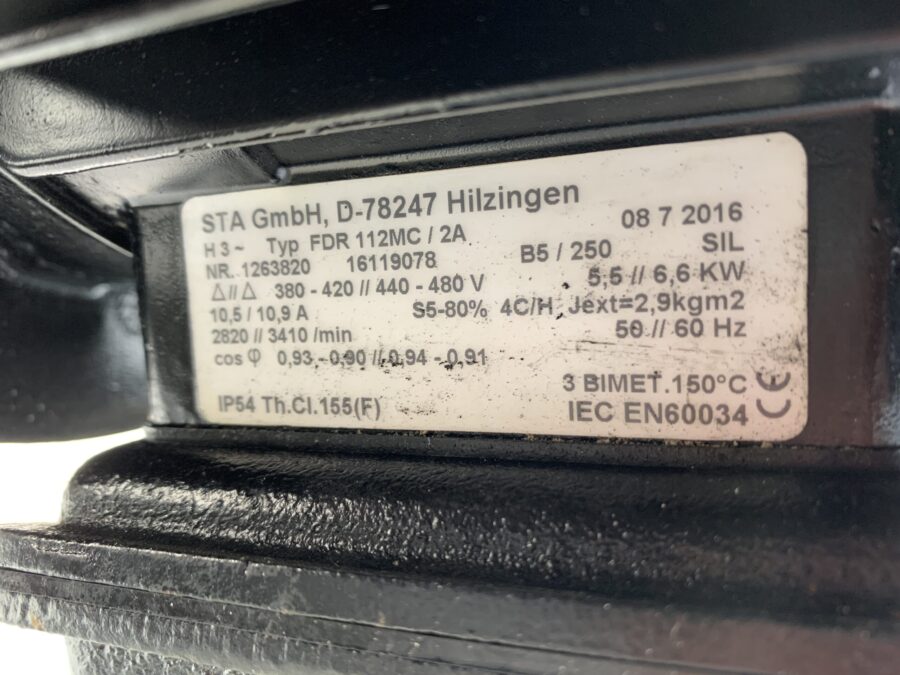 STA GmbH, D-78247 Hilzingen
08 7 2016
H 3 ~ Typ FDR 112MC / 2A B5 / 250 SIL
NR. 1263820 16119078 5,5 // 6,6 KW
△ // △ 380 - 420 // 440 - 480 V
10,5 / 10,9 A S5-80% 4C/H Jext=2,9kgm2
2820 // 3410 /min 50 // 60 Hz
cos φ 0,93 - 0,90 // 0,94 - 0,91
3 BIMET.150°C CE
IP54 Th.Cl.155(F) IEC EN60034